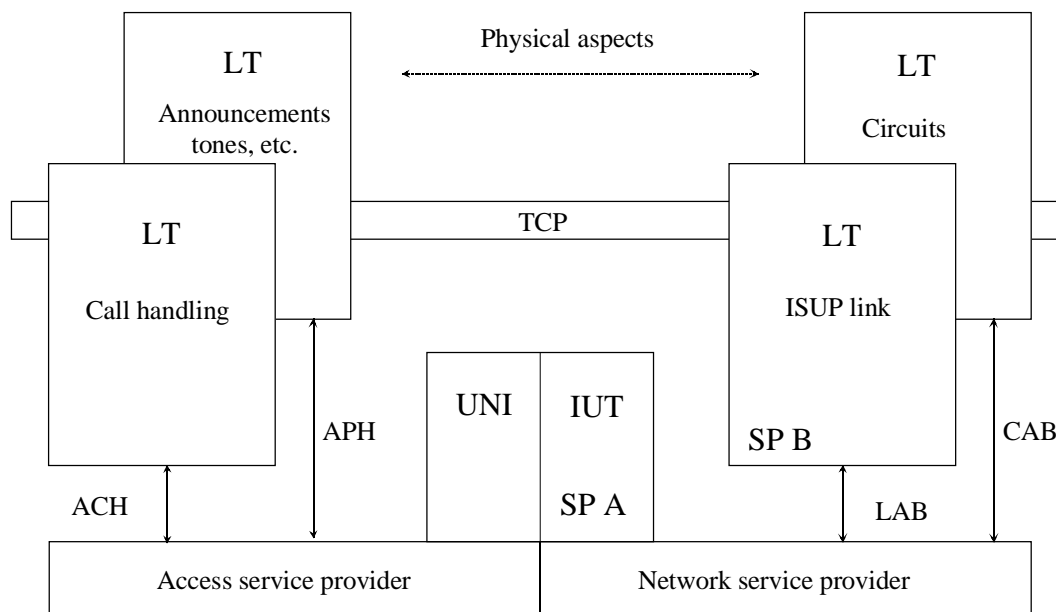 Physical aspects
LT
Announcements
tones, etc.
LT
Circuits
TCP
LT
Call handling
LT
ISUP link
SP B
UNI
IUT
SP A
APH
ACH
CAB
LAB
Access service provider
Network service provider